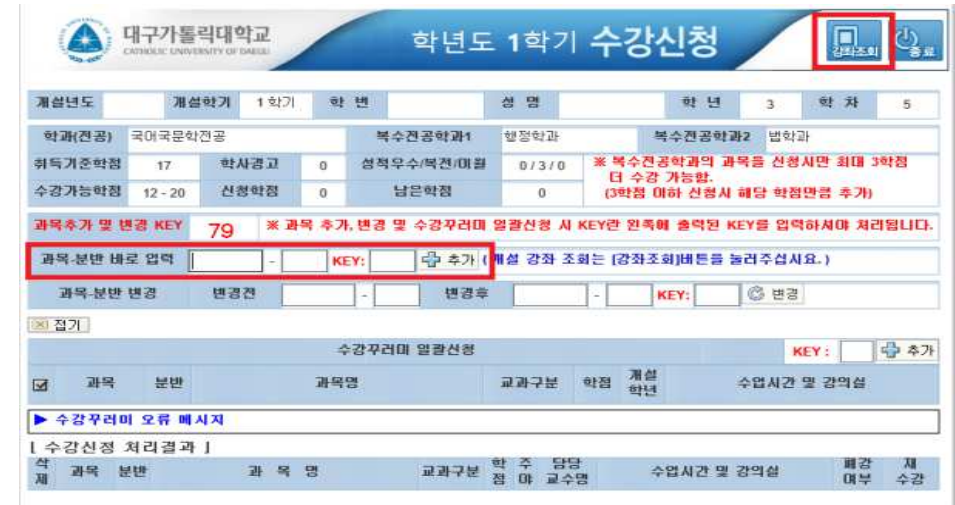 대구가톨릭대학교
CATHOLIC UNIVERSITY OF DAEGU
학년도 1학기 수강신청
강좌조회
종료
개설년도 개설학기 1 학기 학 번 성 명 학 년 3 학 차 5
학과(전공) 국어국문학전공 복수전공학과1 행정학과 복수전공학과2 법학과
취득기준학점 17 학사경고 0 성적우수/복전/이월 0 / 3 / 0 ※ 복수전공학과의 과목을 신청시만 최대 3학점
더 수강 가능함.
수강가능학점 12 - 20 신청학점 0 남은학점 0 (3학점 이하 신청시 해당 학점만큼 추가)
과목추가 및 변경 KEY 79 ※ 과목 추가, 변경 및 수강꾸러미 일괄신청 시 KEY란 왼쪽에 출력된 KEY를 입력하셔야 처리됩니다.
과목-분반 바로 입력 - KEY: 추가 (개설 강좌 조회는 [강좌조회]버튼을 눌러주십시요.)
과목-분반 변경 변경전 - 변경후 - KEY: 변경
접기
수강꾸러미 일괄신청 KEY : 추가
과목 분반 과목명 교과구분 학점 개설학년 수업시간 및 강의실
▶ 수강꾸러미 오류 메시지
[ 수강신청 처리결과 ]
삭제 과목 분반 과 목 명 교과구분 학점 주야 담당교수명 수업시간 및 강의실 폐강여부 재수강